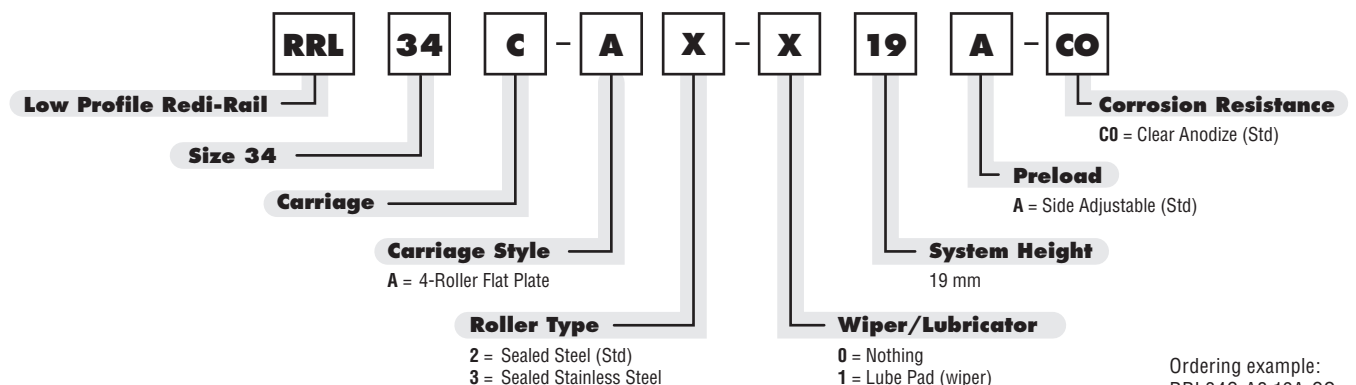 RRL 34 C - A X - X 19 A - CO
Low Profile Redi-Rail
Corrosion Resistance
C0 = Clear Anodize (Std)
Size 34
Preload
A = Side Adjustable (Std)
Carriage
Carriage Style
A = 4-Roller Flat Plate
System Height
19 mm
Roller Type
2 = Sealed Steel (Std)
3 = Sealed Stainless Steel
Wiper/Lubricator
0 = Nothing
1 = Lube Pad (wiper)
Ordering example: